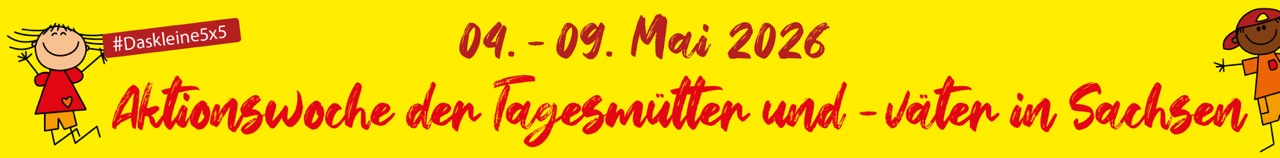 #Daskleine5x5
04. - 09. Mai 2026
Aktionswoche der Tagesmütter und -väter in Sachsen